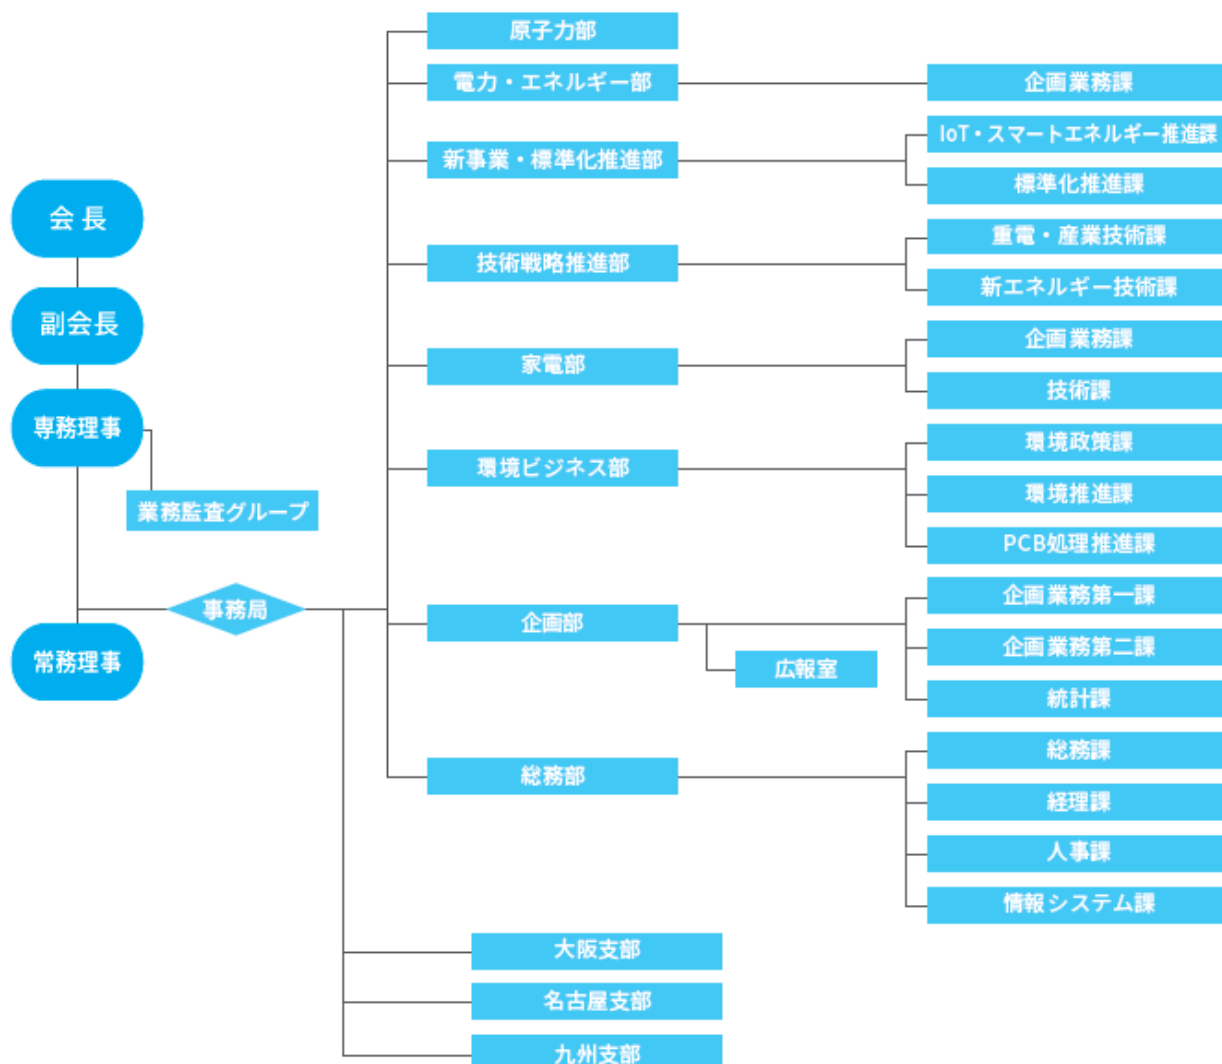 会 長
副会長
専務理事
業務監査グループ
事務局
常務理事
原子力部
電力・エネルギー部
企画業務課
新事業・標準化推進部
IoT・スマートエネルギー推進課
標準化推進課
技術戦略推進部
重電・産業技術課
新エネルギー技術課
家電部
企画業務課
技術課
環境ビジネス部
環境政策課
環境推進課
PCB処理推進課
企画部
広報室
企画業務第一課
企画業務第二課
統計課
総務部
総務課
経理課
人事課
情報システム課
大阪支部
名古屋支部
九州支部